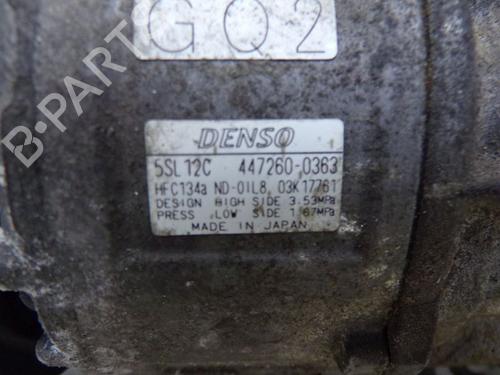 GQ2
DENSO
5SL12C 447260-0363
HFC134a ND-OIL8, 03K17761
DESIGN HIGH SIDE 3.53MPa
PRESS. LOW SIDE 1.67MPa
MADE IN JAPAN
B-PARTS